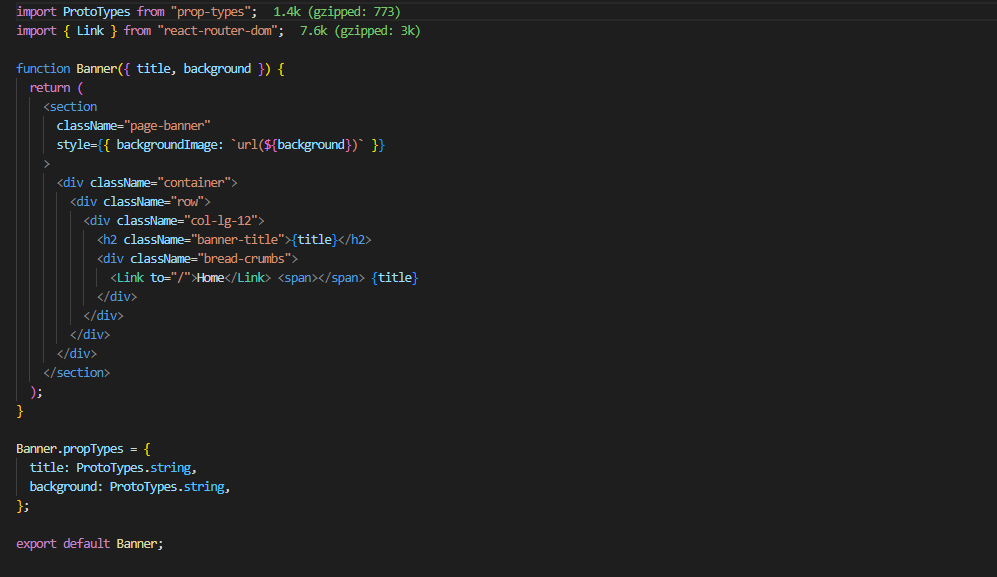 import ProtoTypes from "prop-types";  1.4k (gzipped: 773)
import { Link } from "react-router-dom";  7.6k (gzipped: 3k)

function Banner({ title, background }) {
  return (
    <section
      className="page-banner"
      style={{ backgroundImage: `url(${background})` }}
    >
      <div className="container">
        <div className="row">
          <div className="col-lg-12">
            <h2 className="banner-title">{title}</h2>
            <div className="bread-crumbs">
              <Link to="/">Home</Link> <span></span> {title}
            </div>
          </div>
        </div>
      </div>
    </section>
  );
}

Banner.propTypes = {
  title: ProtoTypes.string,
  background: ProtoTypes.string,
};

export default Banner;